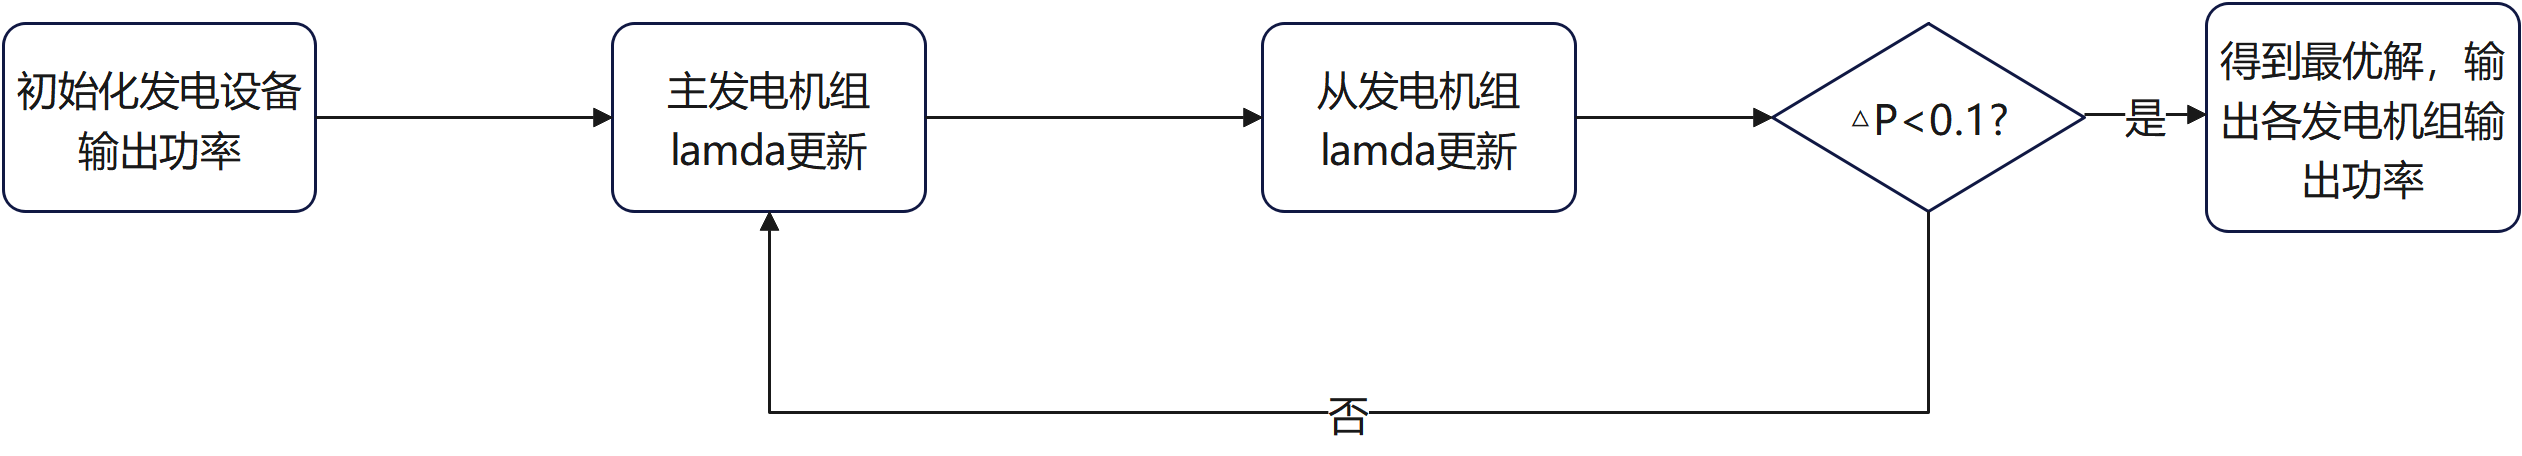 初始化发电设备
输出功率
主发电机组
lamda更新
从发电机组
lamda更新
△P<0.1?
是
得到最优解，输
出各发电机组输
出功率
否